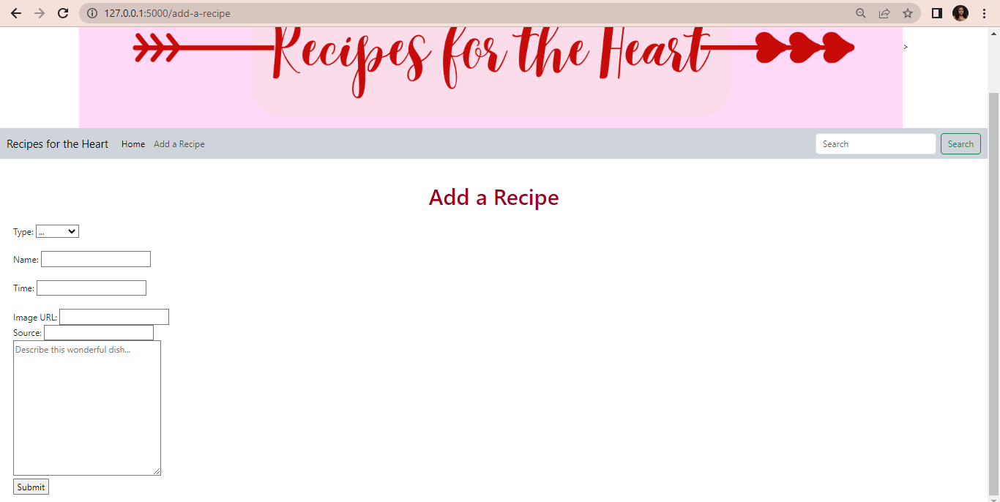 127.0.0.1:5000/add-a-recipe
Recipes for the Heart
>
Recipes for the Heart Home Add a Recipe Search Search
Add a Recipe
Type: ...
Name:
Time:
Image URL:
Source:
Describe this wonderful dish...
Submit